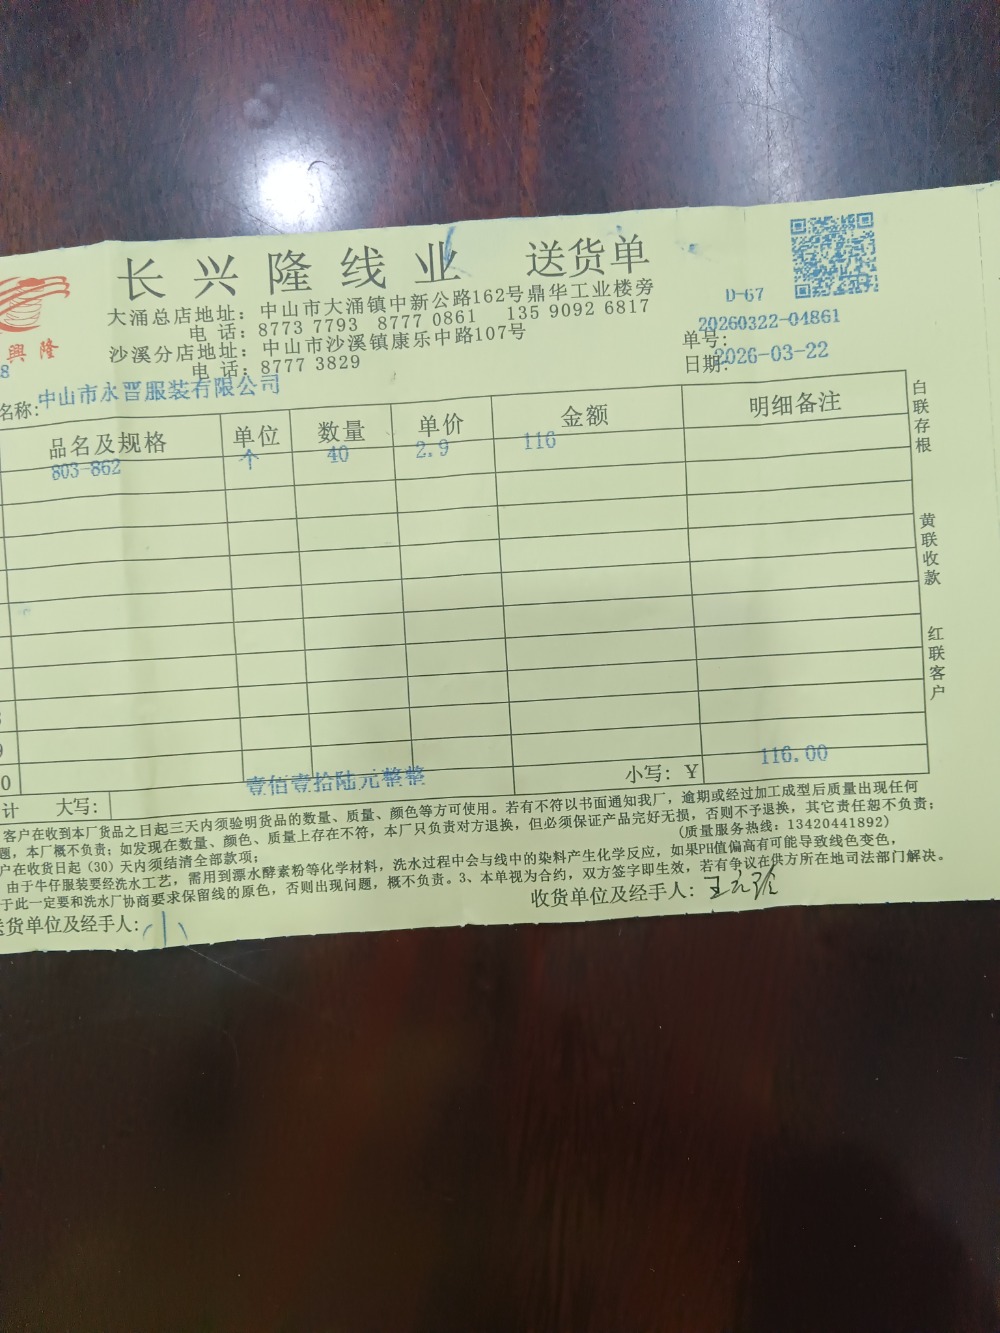 长兴隆线业 送货单
大涌总店地址：中山市大涌镇中新公路162号鼎华工业楼旁
电话：8773 7793 8777 0861 135 9092 6817
沙溪分店地址：中山市沙溪镇康乐中路107号
电话：8777 3829
興隆
8
D-67
单号：20260322-04861
日期：2026-03-22
名称：中山市永晋服装有限公司
品名及规格 单位 数量 单价 金额 明细备注
803-862 个 40 2.9 116
9
0
计 大写： 壹佰壹拾陆元整整 小写：￥ 116.00
白联存根
黄联收款
红联客户
客户在收到本厂货品之日起三天内须验明货品的数量、质量、颜色等方可使用。若有不符以书面通知我厂，逾期或经过加工成型后质量出现任何
题，本厂概不负责；如发现在数量、颜色、质量上存在不符，本厂只负责对方退换，但必须保证产品完好无损，否则不予退换，其它责任恕不负责；
户在收货日起（30）天内须结清全部款项；
(质量服务热线：13420441892)
由于牛仔服装要经洗水工艺，需用到漂水酵素粉等化学材料，洗水过程中会与线中的染料产生化学反应，如果PH值偏高有可能导致线色变色，
于此一定要和洗水厂协商要求保留线的原色，否则出现问题，概不负责。3、本单视为合约，双方签字即生效，若有争议在供方所在地司法部门解决。
送货单位及经手人：
收货单位及经手人：